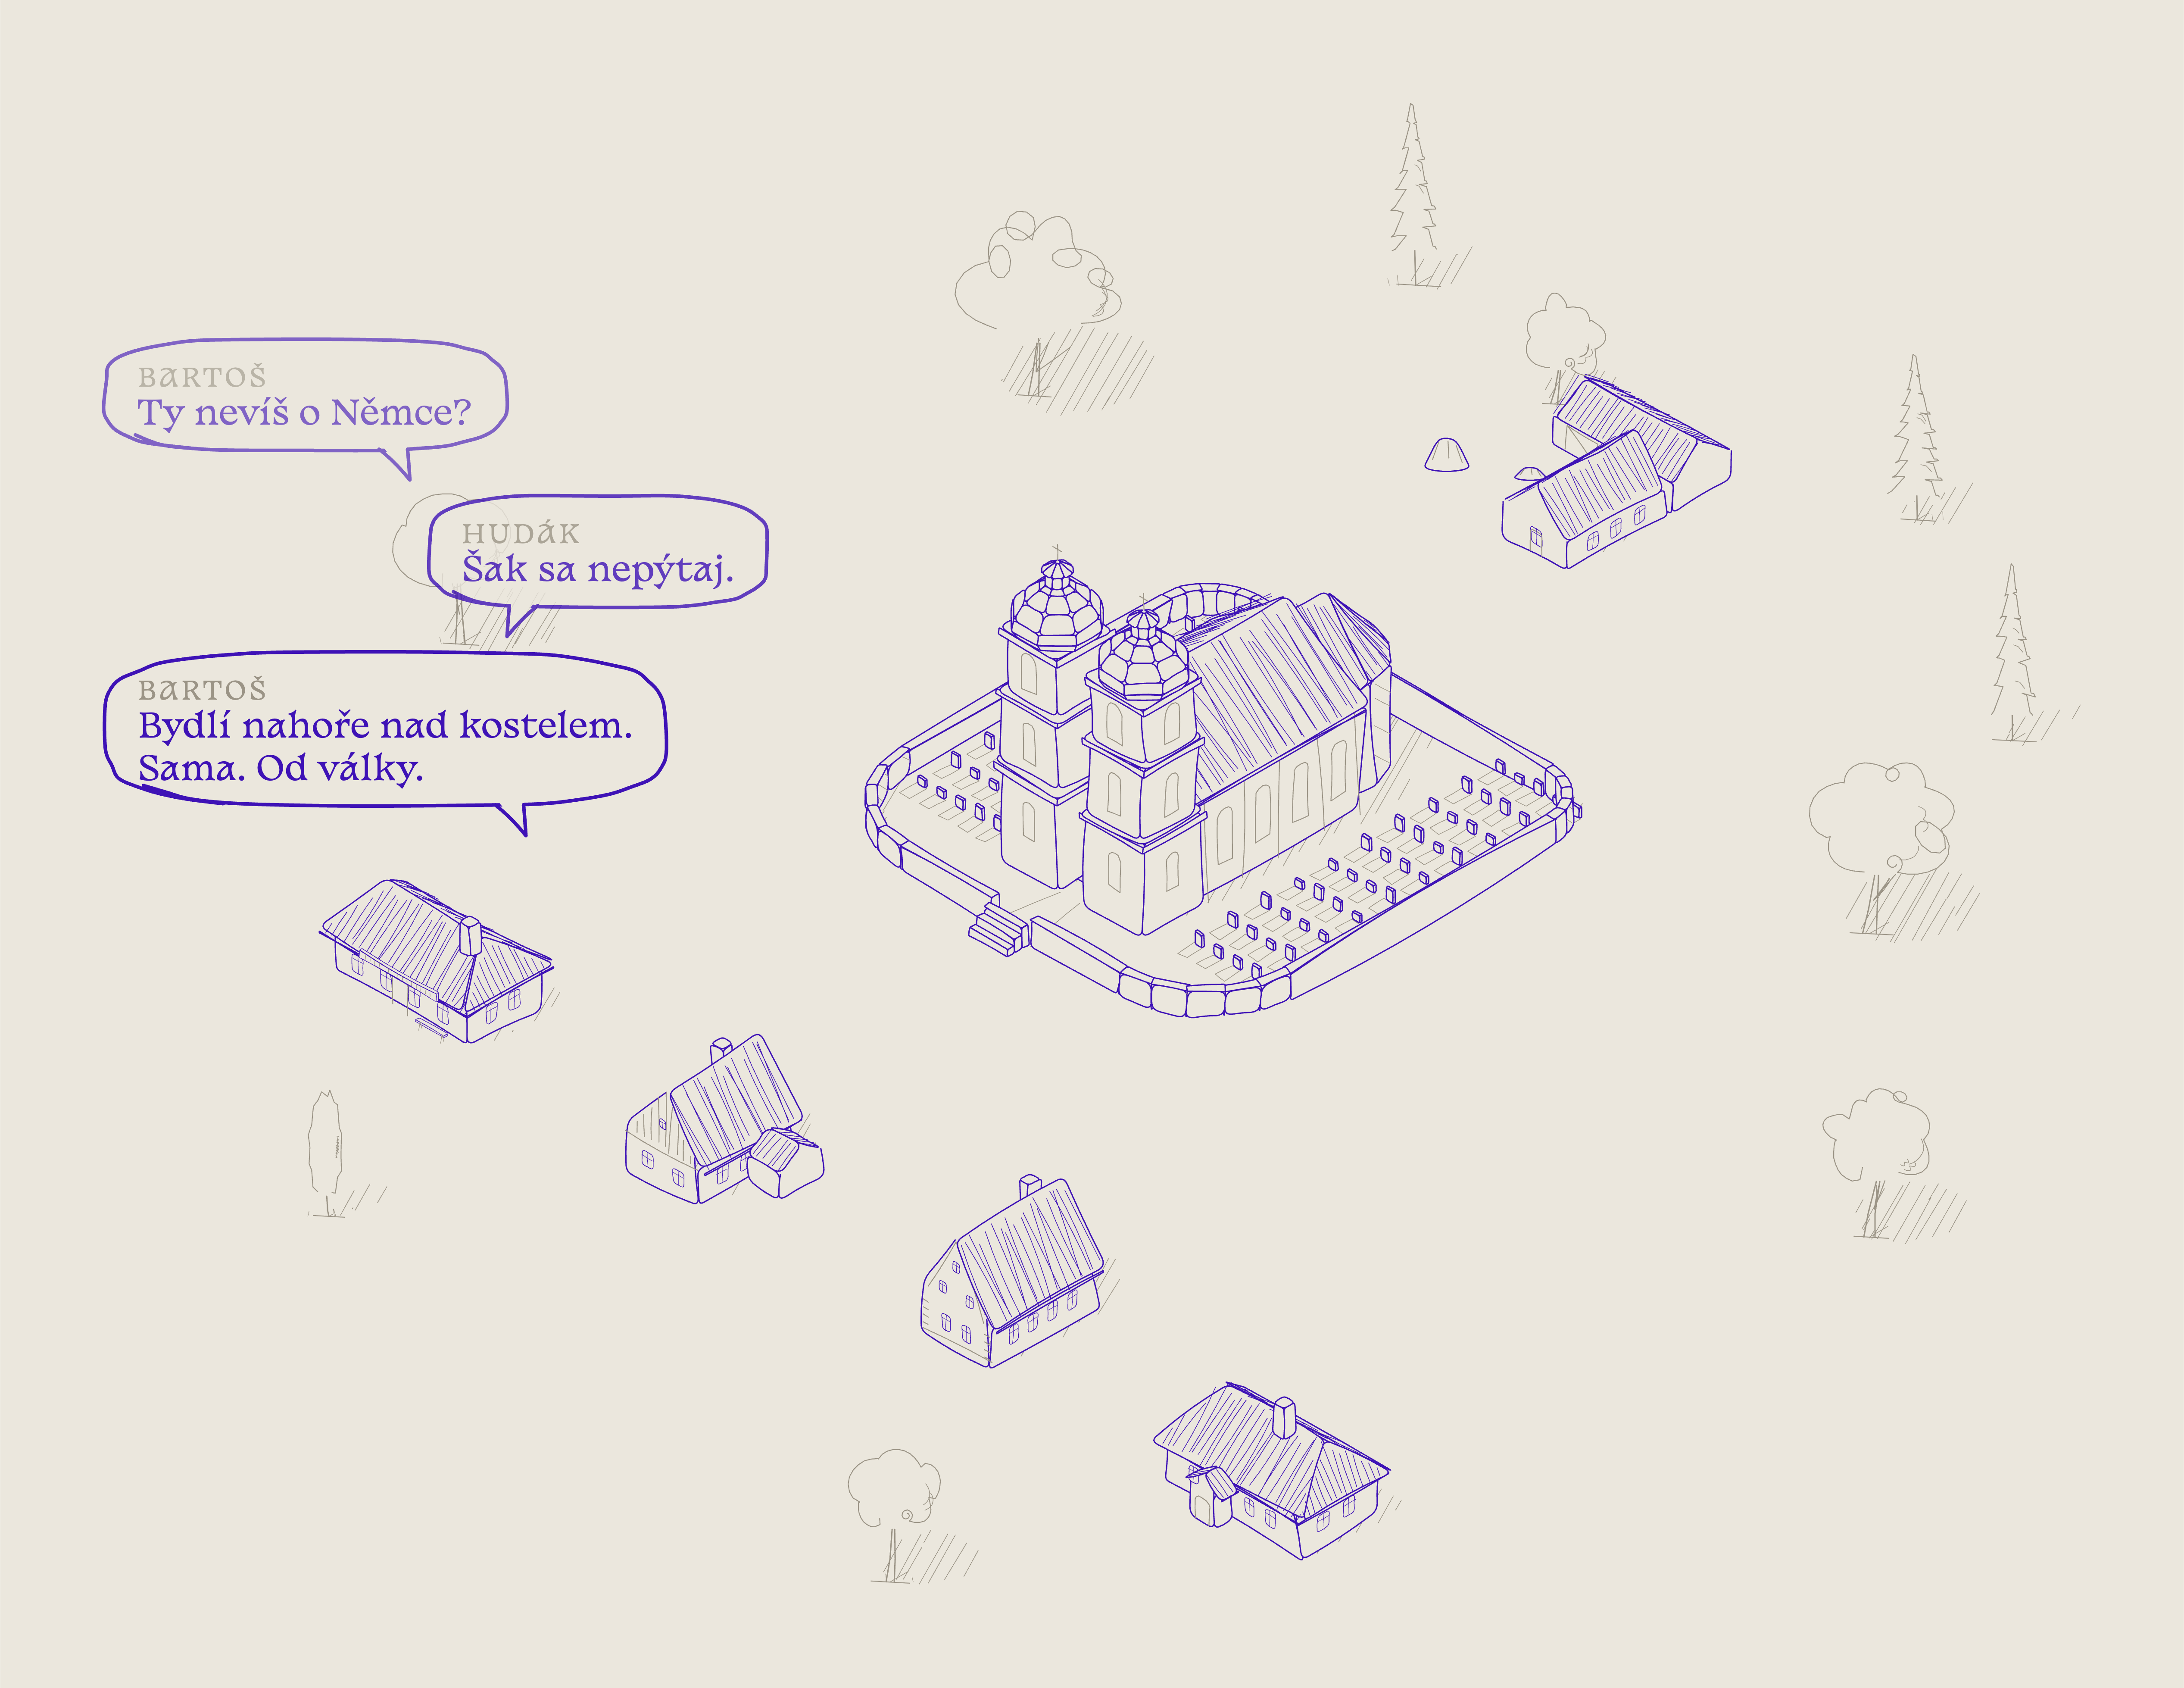 BARTOŠ
Ty nevíš o Němce?
HUDÁK
Šak sa nepýtaj.
BARTOŠ
Bydlí nahoře nad kostelem.
Sama. Od války.